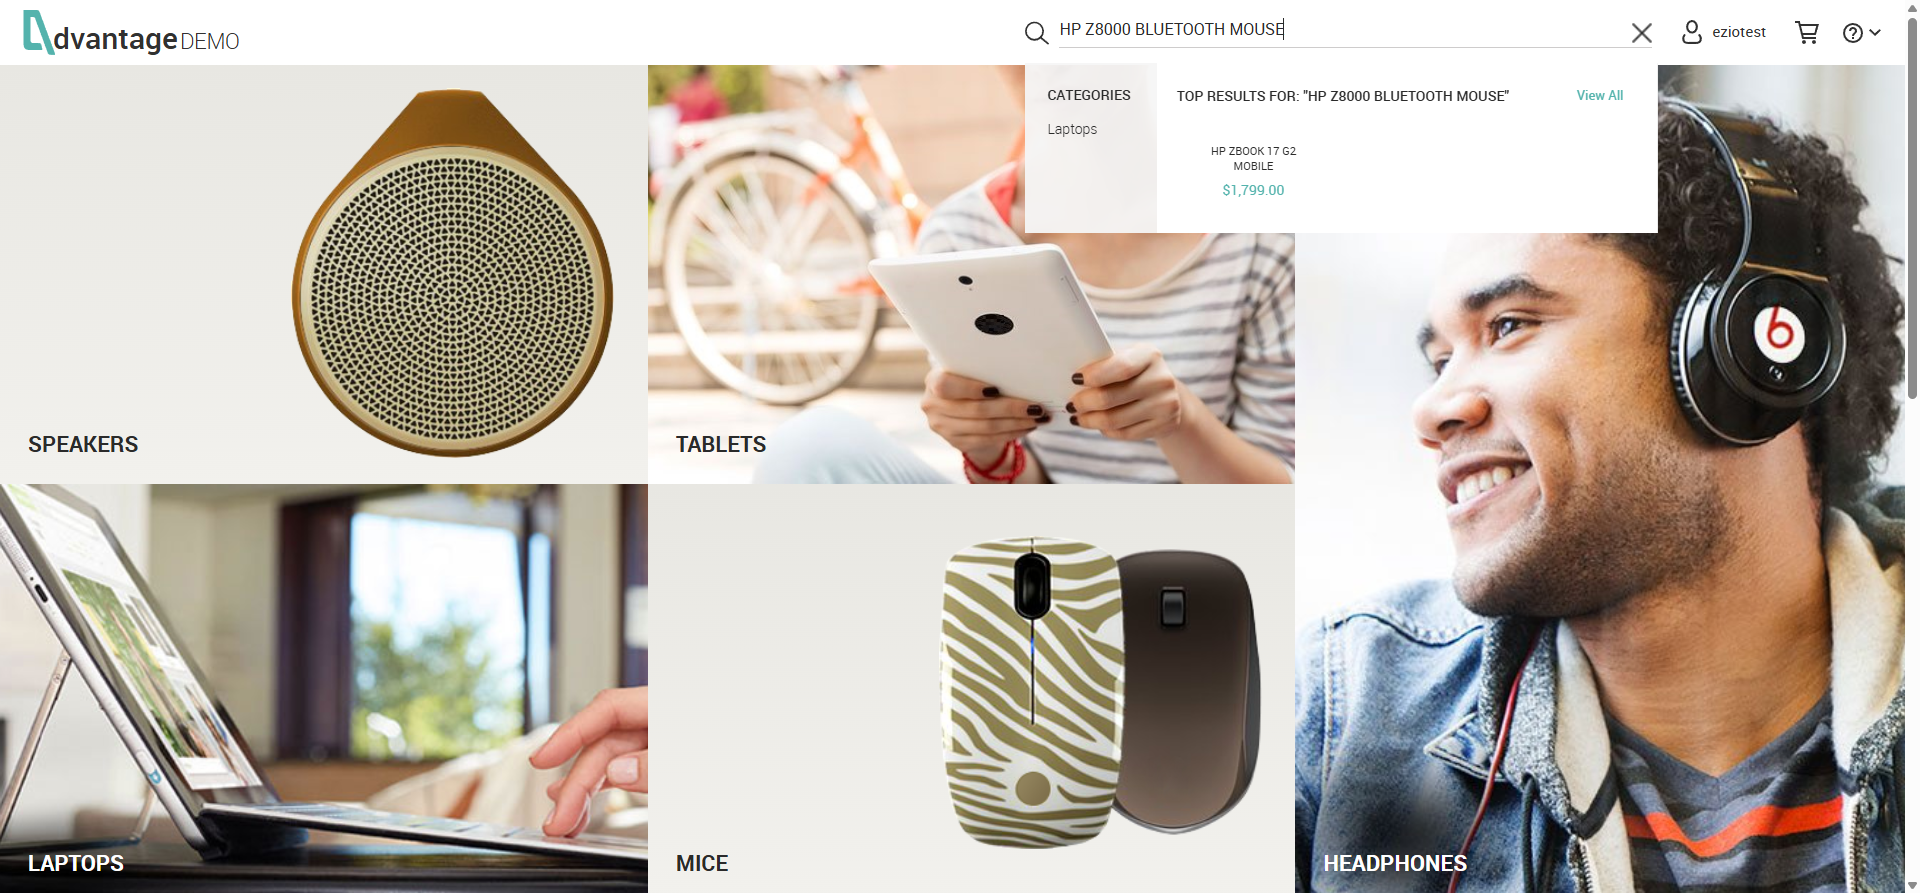 dvantage DEMO
HP Z8000 BLUETOOTH MOUSE
eziotest
CATEGORIES
Laptops
TOP RESULTS FOR: "HP Z8000 BLUETOOTH MOUSE"
View All
HP ZBOOK 17 G2
MOBILE
$1,799.00
SPEAKERS
TABLETS
LAPTOPS
MICE
HEADPHONES